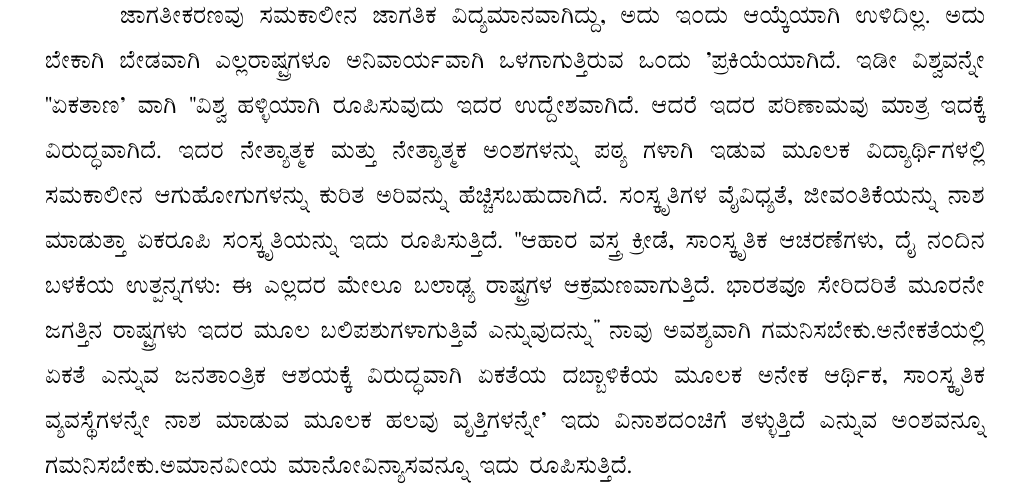 ಜಾಗತೀಕರಣವು ಸಮಕಾಲೀನ ಜಾಗತಿಕ ವಿದ್ಯಮಾನವಾಗಿದ್ದು, ಅದು ಇಂದು ಆಯ್ಕೆಯಾಗಿ ಉಳಿದಿಲ್ಲ. ಅದು
ಬೇಕಾಗಿ ಬೇಡವಾಗಿ ಎಲ್ಲರಾಷ್ಟ್ರಗಳೂ ಅನಿವಾರ್ಯವಾಗಿ ಒಳಗಾಗುತ್ತಿರುವ ಒಂದು 'ಪ್ರಕಿಯೆಯಾಗಿದೆ. ಇಡೀ ವಿಶ್ವವನ್ನೇ
"ಏಕತಾಣ' ವಾಗಿ "ವಿಶ್ವ ಹಳ್ಳಿಯಾಗಿ ರೂಪಿಸುವುದು ಇದರ ಉದ್ದೇಶವಾಗಿದೆ. ಆದರೆ ಇದರ ಪರಿಣಾಮವು ಮಾತ್ರ ಇದಕ್ಕೆ
ವಿರುದ್ಧವಾಗಿದೆ. ಇದರ ನೇತ್ಯಾತ್ಮಕ ಮತ್ತು ನೇತ್ಯಾತ್ಮಕ ಅಂಶಗಳನ್ನು ಪಠ್ಯ ಗಳಾಗಿ ಇಡುವ ಮೂಲಕ ವಿದ್ಯಾರ್ಥಿಗಳಲ್ಲಿ
ಸಮಕಾಲೀನ ಆಗುಹೋಗುಗಳನ್ನು ಕುರಿತ ಅರಿವನ್ನು ಹೆಚ್ಚಿಸಬಹುದಾಗಿದೆ. ಸಂಸ್ಕೃತಿಗಳ ವೈವಿಧ್ಯತೆ, ಜೀವಂತಿಕೆಯನ್ನು ನಾಶ
ಮಾಡುತ್ತಾ ಏಕರೂಪಿ ಸಂಸ್ಕೃತಿಯನ್ನು ಇದು ರೂಪಿಸುತ್ತಿದೆ. "ಆಹಾರ ವಸ್ತ್ರ ಕ್ರೀಡೆ, ಸಾಂಸ್ಕೃತಿಕ ಆಚರಣೆಗಳು, ದೈ ನಂದಿನ
ಬಳಕೆಯ ಉತ್ಪನ್ನಗಳು: ಈ ಎಲ್ಲದರ ಮೇಲೂ ಬಲಾಢ್ಯ ರಾಷ್ಟ್ರಗಳ ಆಕ್ರಮಣವಾಗುತ್ತಿದೆ. ಭಾರತವೂ ಸೇರಿದರಿತೆ ಮೂರನೇ
ಜಗತ್ತಿನ ರಾಷ್ಟ್ರಗಳು ಇದರ ಮೂಲ ಬಲಿಪಶುಗಳಾಗುತ್ತಿವೆ ಎನ್ನುವುದನ್ನು" ನಾವು ಅವಶ್ಯವಾಗಿ ಗಮನಿಸಬೇಕು.ಅನೇಕತೆಯಲ್ಲಿ
ಏಕತೆ ಎನ್ನುವ ಜನತಾಂತ್ರಿಕ ಆಶಯಕ್ಕೆ ವಿರುದ್ಧವಾಗಿ ಏಕತೆಯ ದಬ್ಬಾಳಿಕೆಯ ಮೂಲಕ ಅನೇಕ ಆರ್ಥಿಕ, ಸಾಂಸ್ಕೃತಿಕ
ವ್ಯವಸ್ಥೆಗಳನ್ನೇ ನಾಶ ಮಾಡುವ ಮೂಲಕ ಹಲವು ವೃತ್ತಿಗಳನ್ನೇ' ಇದು ವಿನಾಶದಂಚಿಗೆ ತಳ್ಳುತ್ತಿದೆ ಎನ್ನುವ ಅಂಶವನ್ನೂ
ಗಮನಿಸಬೇಕು.ಅಮಾನವೀಯ ಮಾನೋವಿನ್ಯಾಸವನ್ನೂ ಇದು ರೂಪಿಸುತ್ತಿದೆ.